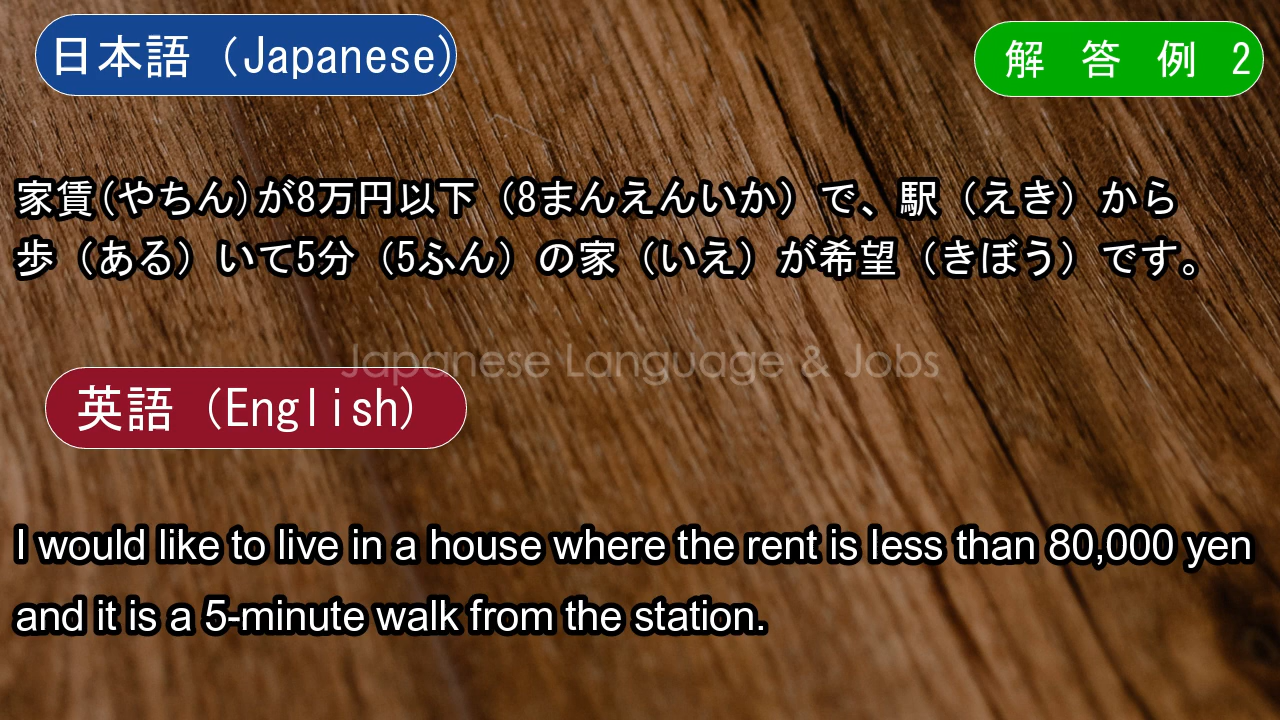 日本語（Japanese)
解 答 例 2
家賃(やちん)が8万円以下（8まんえんいか）で、駅（えき）から
歩（ある）いて5分（5ふん）の家（いえ）が希望（きぼう）です。
Japanese Language & Jobs
英語（English)
I would like to live in a house where the rent is less than 80,000 yen
and it is a 5-minute walk from the station.